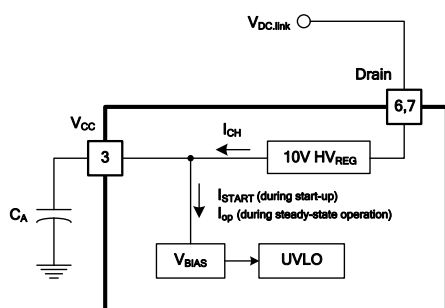 VDC.link
Drain
6,7
VCC
3
ICH
10V HVREG
CA
ISTART (during start-up)
Iop (during steady-state operation)
VBIAS
UVLO